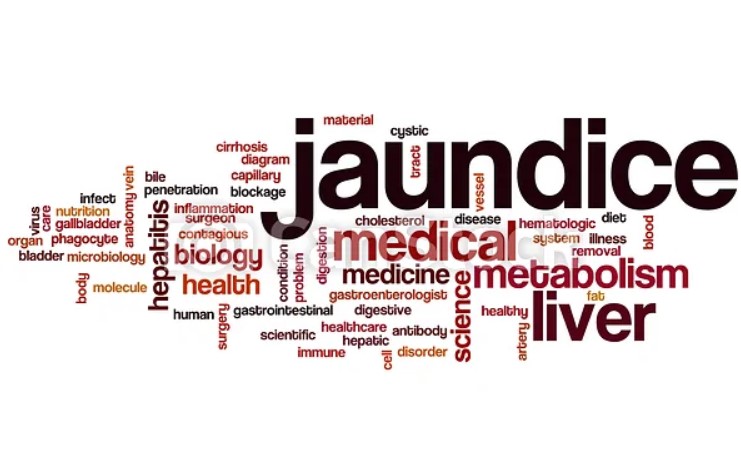 material
cystic
jaundice
cirrhosis
diagram
tract
capillary
vein
bile
penetration
blockage
vessel
infect
virus
care
nutrition
gallbladder
organ
phagocyte
anatomy
hepatitis
inflammation
surgeon
contagious
cholesterol
disease
hematologic
diet
blood
medical
system
illness
bladder
microbiology
biology
condition
problem
digestion
removal
medicine
metabolism
body
molecule
health
gastroenterologist
science
fat
human
surgery
gastrointestinal
digestive
healthy
liver
scientific
healthcare
antibody
hepatic
artery
immune
cell
disorder